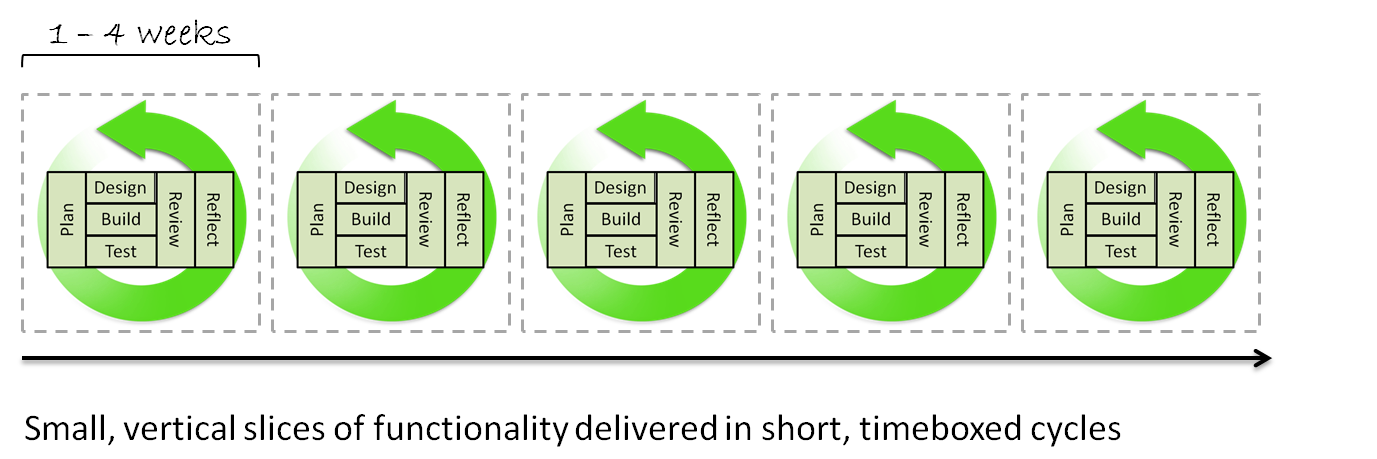 1 - 4 weeks
Plan
Design
Build
Test
Review
Reflect
Plan
Design
Build
Test
Review
Reflect
Plan
Design
Build
Test
Review
Reflect
Plan
Design
Build
Test
Review
Reflect
Plan
Design
Build
Test
Review
Reflect
Small, vertical slices of functionality delivered in short, timeboxed cycles